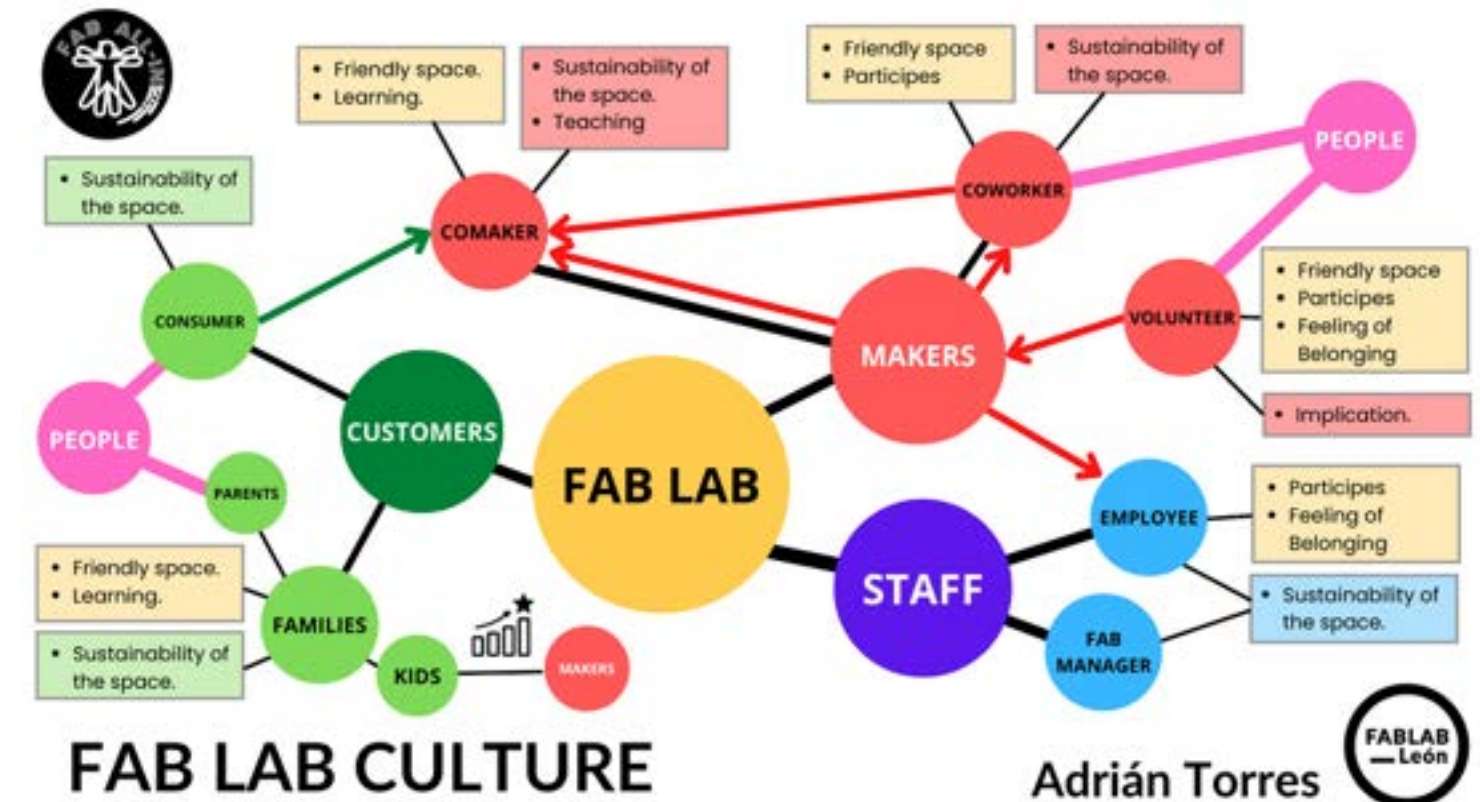 FAB ALL-IN
• Friendly space.
• Learning.
• Sustainability of
the space.
• Teaching
• Friendly space
• Participes
• Sustainability of
the space.
PEOPLE
• Sustainability of
the space.
COMAKER
COWORKER
CONSUMER
VOLUNTEER
• Friendly space
• Participes
• Feeling of
Belonging
MAKERS
• Implication.
PEOPLE
CUSTOMERS
FAB LAB
PARENTS
EMPLOYEE
• Participes
• Feeling of
Belonging
• Friendly space.
• Learning.
STAFF
• Sustainability of
the space.
FAMILIES
• Sustainability of
the space.
KIDS
MAKERS
FAB
MANAGER
FAB LAB CULTURE
Adrián Torres
FABLAB
León